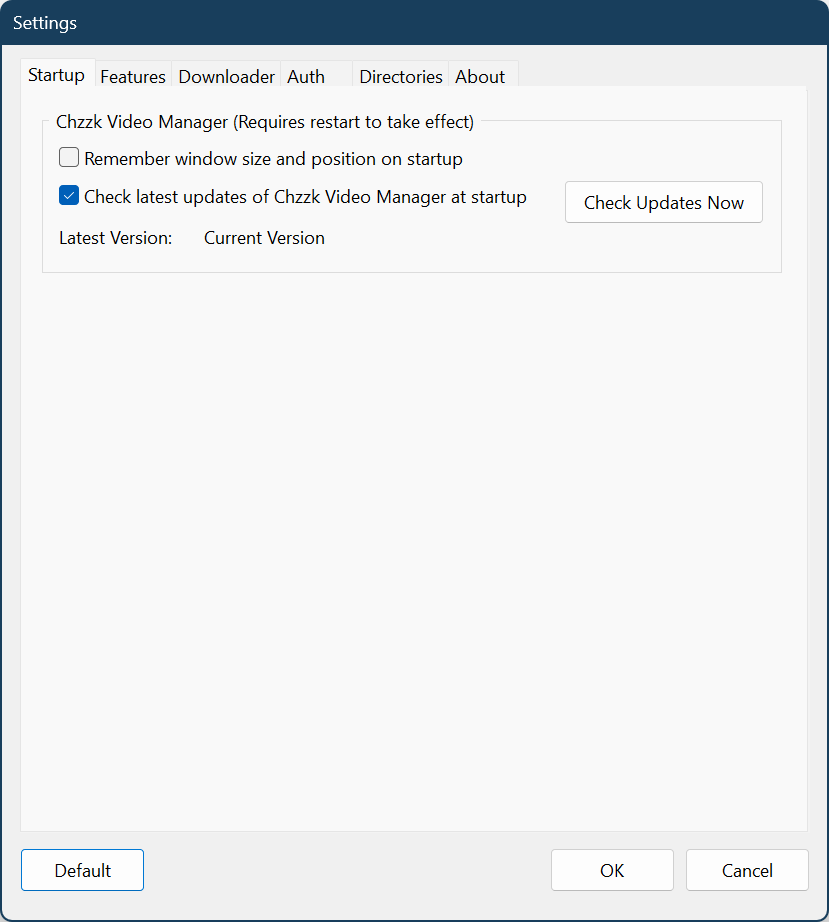 Settings
Startup Features Downloader Auth Directories About
Chzzk Video Manager (Requires restart to take effect)
Remember window size and position on startup
Check latest updates of Chzzk Video Manager at startup
Check Updates Now
Latest Version: Current Version
Default OK Cancel